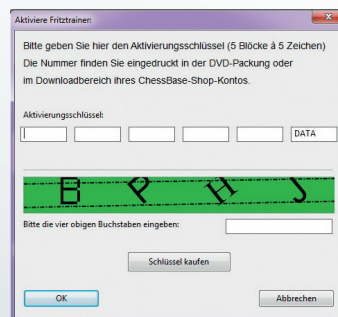 Aktiviere Fritztrainer:
Bitte geben Sie hier den Aktivierungsschlüssel (5 Blöcke à 5 Zeichen)
Die Nummer finden Sie eingedruckt in der DVD-Packung oder
im Downloadbereich ihres ChessBase-Shop-Kontos.
Aktivierungsschlüssel:
DATA
E P H J
Bitte die vier obigen Buchstaben eingeben:
Schlüssel kaufen
OK Abbrechen